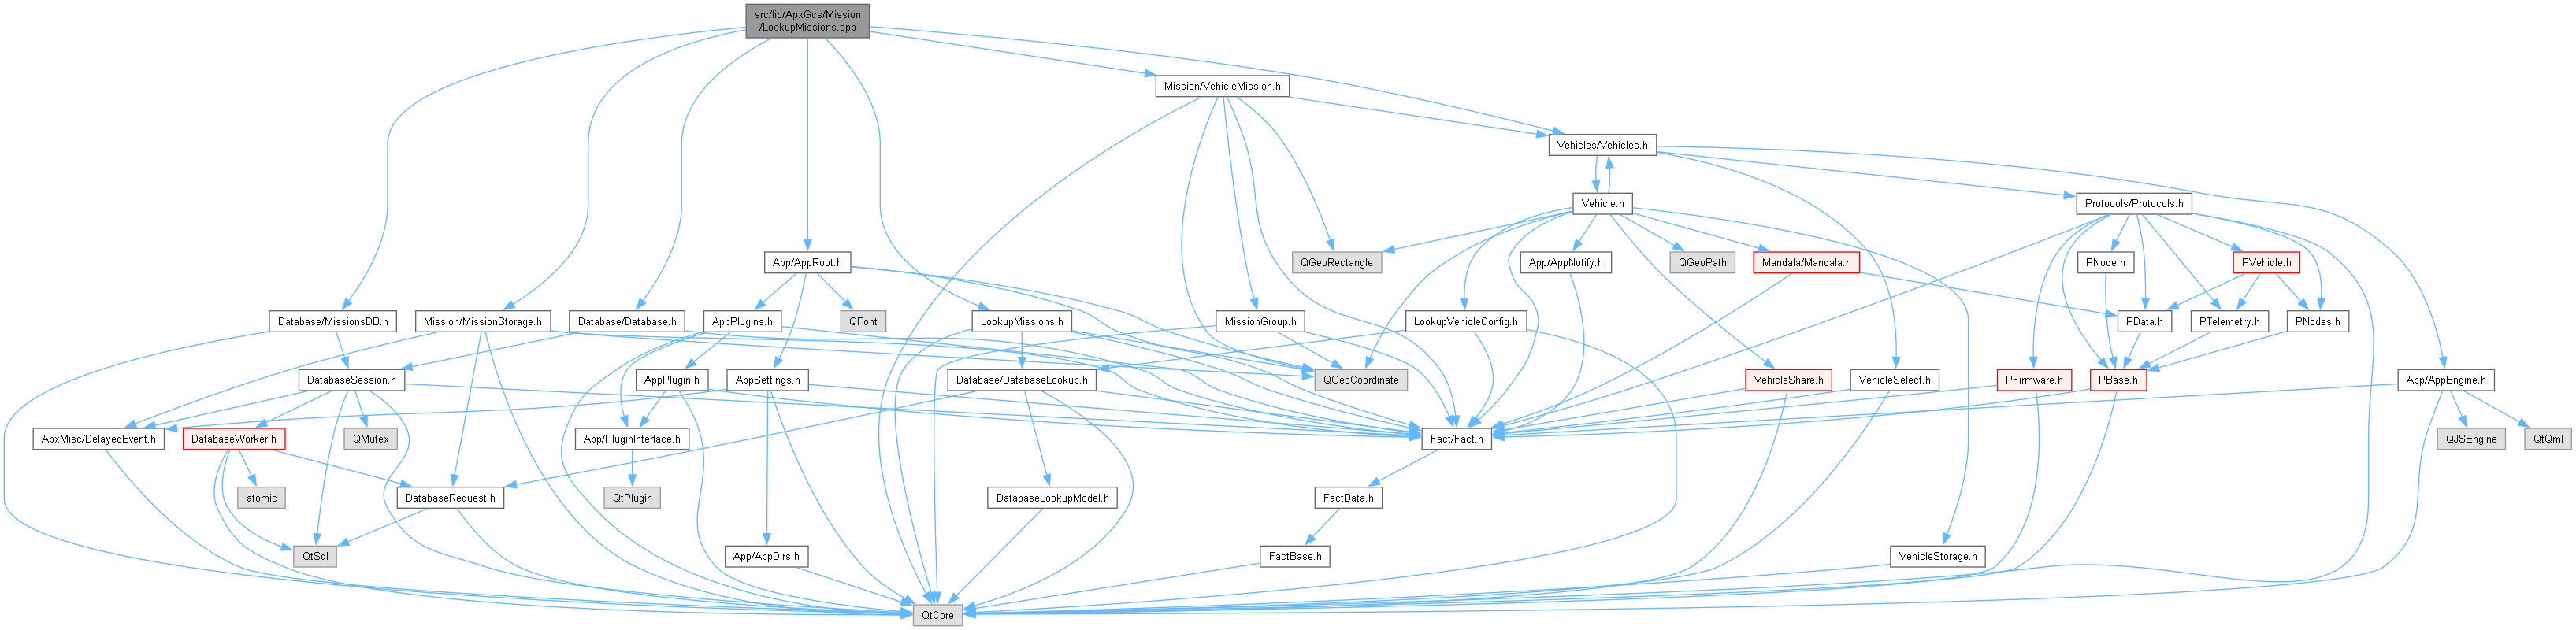 src/lib/ApxGcs/Mission
/LookupMissions.cpp
Mission/VehicleMission.h
Vehicles/Vehicles.h
Vehicle.h
Protocols/Protocols.h
App/AppRoot.h
QGeoRectangle
App/AppNotify.h
QGeoPath
Mandala/Mandala.h
PNode.h
PVehicle.h
Database/MissionsDB.h
Mission/MissionStorage.h
Database/Database.h
AppPlugins.h
QFont
LookupMissions.h
MissionGroup.h
LookupVehicleConfig.h
PData.h
PTelemetry.h
PNodes.h
DatabaseSession.h
AppPlugin.h
AppSettings.h
Database/DatabaseLookup.h
QGeoCoordinate
VehicleShare.h
VehicleSelect.h
PFirmware.h
PBase.h
App/AppEngine.h
ApxMisc/DelayedEvent.h
DatabaseWorker.h
QMutex
App/PluginInterface.h
Fact/Fact.h
QJSEngine
QtQml
atomic
DatabaseRequest.h
QtPlugin
DatabaseLookupModel.h
FactData.h
QtSql
App/AppDirs.h
FactBase.h
VehicleStorage.h
QtCore